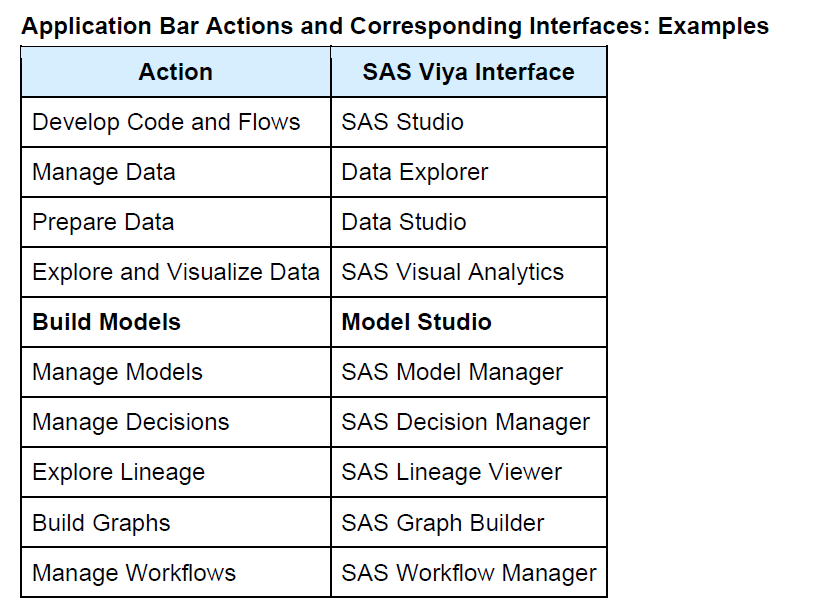 Application Bar Actions and Corresponding Interfaces: Examples
Action SAS Viya Interface
Develop Code and Flows SAS Studio
Manage Data Data Explorer
Prepare Data Data Studio
Explore and Visualize Data SAS Visual Analytics
Build Models Model Studio
Manage Models SAS Model Manager
Manage Decisions SAS Decision Manager
Explore Lineage SAS Lineage Viewer
Build Graphs SAS Graph Builder
Manage Workflows SAS Workflow Manager